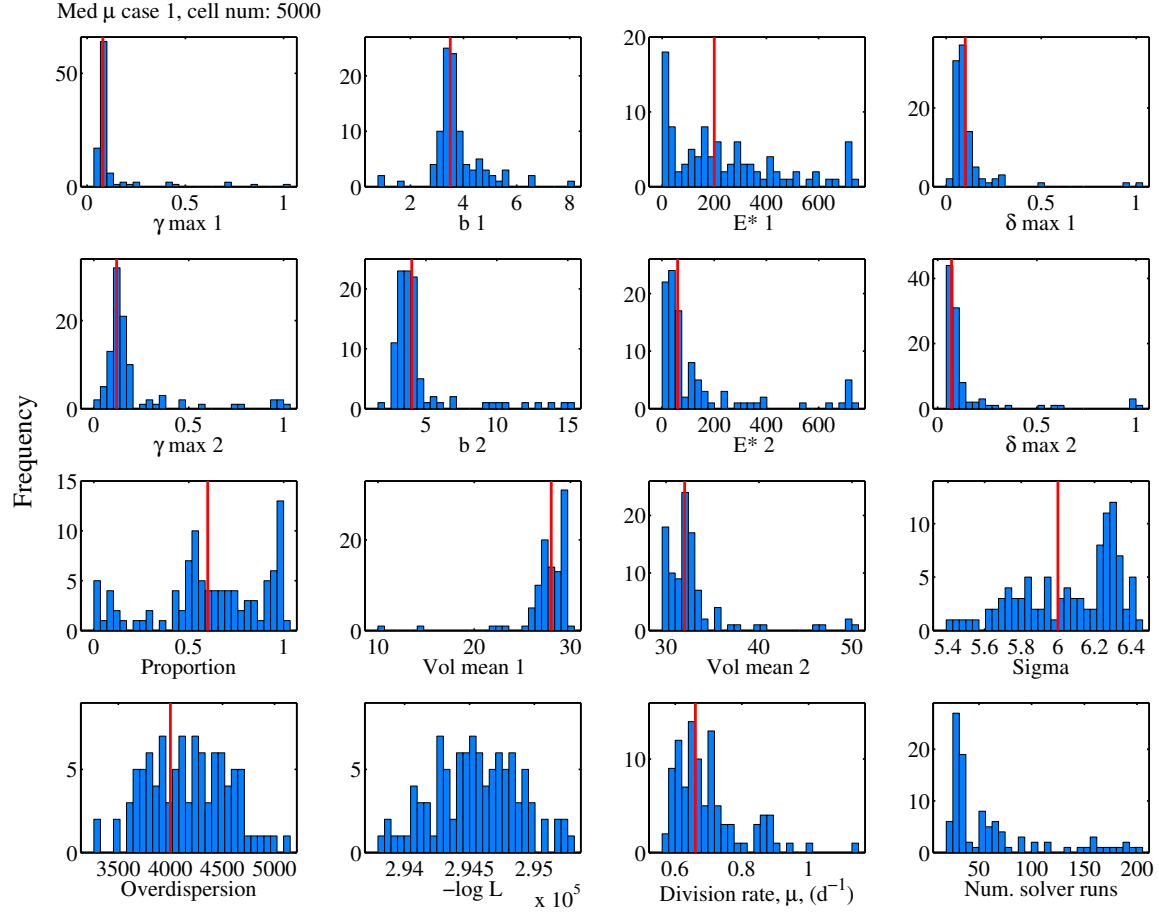 Med μ case 1, cell num: 5000
Frequency
50
0
0 0.5 1
γ max 1
20
10
0
2 4 6 8
b 1
20
15
10
5
0
0 200 400 600
E* 1
20
0
0 0.5 1
δ max 1
20
0
0 0.5 1
γ max 2
20
10
0
5 10 15
b 2
20
10
0
0 200 400 600
E* 2
40
20
0
0 0.5 1
δ max 2
15
10
5
0
0 0.5 1
Proportion
20
0
10 20 30
Vol mean 1
20
10
0
30 40 50
Vol mean 2
10
5
0
5.4 5.6 5.8 6 6.2 6.4
Sigma
5
0
3500 4000 4500 5000
Overdispersion
5
0
2.94 2.945 2.95
−log L
x 10⁵
10
0
0.6 0.8 1
Division rate, μ, (d⁻¹)
20
10
0
50 100 150 200
Num. solver runs